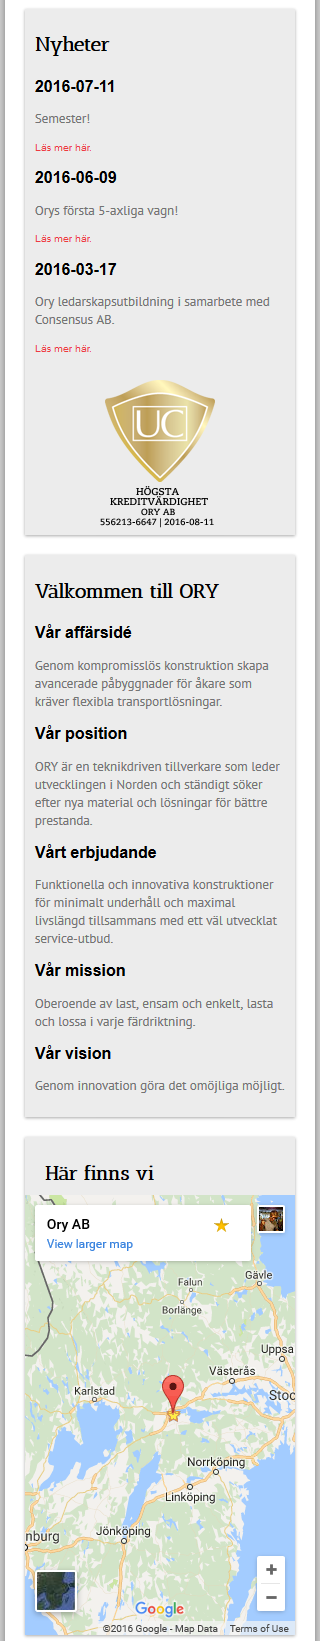 Nyheter
2016-07-11
Semester!
Läs mer här.
2016-06-09
Orys första 5-axliga vagn!
Läs mer här.
2016-03-17
Ory ledarskapsutbildning i samarbete med
Consensus AB.
Läs mer här.
UC
HÖGSTA
KREDITVÄRDIGHET
ORY AB
556213-6647 | 2016-08-11
Välkommen till ORY
Vår affärsidé
Genom kompromisslös konstruktion skapa
avancerade påbyggnader för åkare som
kräver flexibla transportlösningar.
Vår position
ORY är en teknikdriven tillverkare som leder
utvecklingen i Norden och ständigt söker
efter nya material och lösningar för bättre
prestanda.
Vårt erbjudande
Funktionella och innovativa konstruktioner
för minimalt underhåll och maximal
livslängd tillsammans med ett väl utvecklat
service-utbud.
Vår mission
Oberoende av last, ensam och enkelt, lasta
och lossa i varje färdriktning.
Vår vision
Genom innovation göra det omöjliga möjligt.
Här finns vi
Ory AB
View larger map
Falun
Gävle
Borlänge
Uppsa
Västerås
Karlstad
Stoc
Norrköping
Linköping
nburg
Jönköping
+
−
Google
©2016 Google - Map Data
Terms of Use